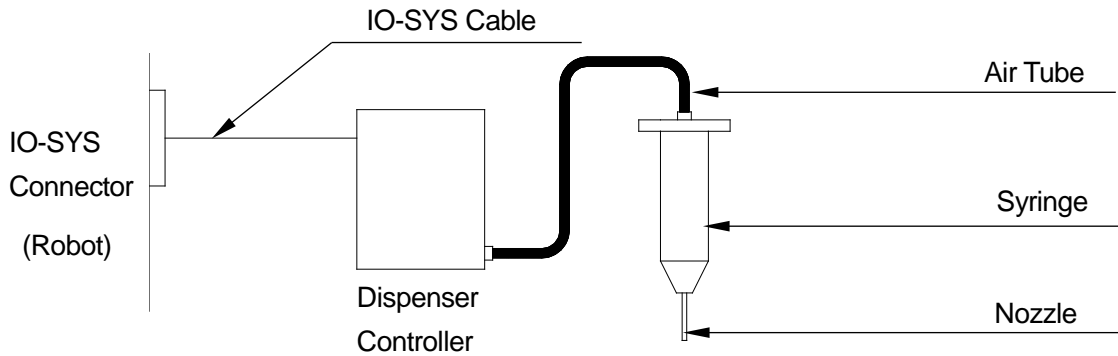 IO-SYS Cable
Air Tube
IO-SYS
Connector
(Robot)
Syringe
Dispenser
Controller
Nozzle